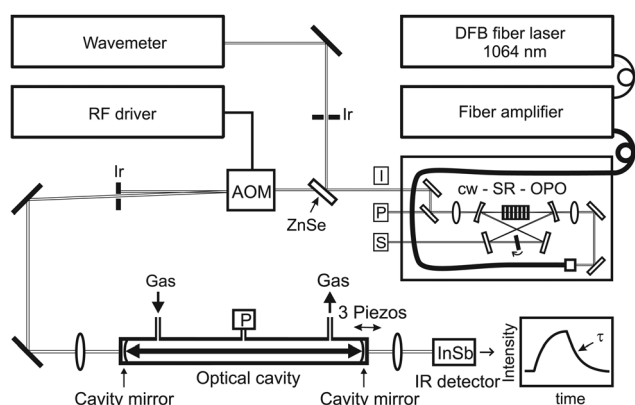 Wavemeter
DFB fiber laser
1064 nm
RF driver
Ir
Fiber amplifier
Ir
AOM
ZnSe
I
P
S
cw - SR - OPO
Gas
P
Gas
3 Piezos
InSb
IR detector
Optical cavity
Cavity mirror
Cavity mirror
Intensity
τ
time